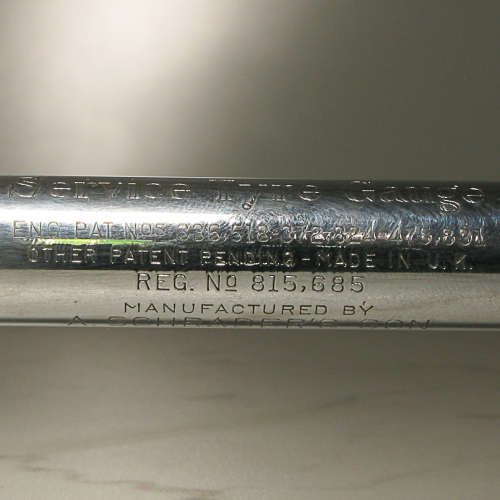 Service Tyre Gauge
ENG. PAT. NOS
OTHER PATENT PENDING - MADE IN U.K.
REG. No 815,685
MANUFACTURED BY
A. SCHRADER'S SON